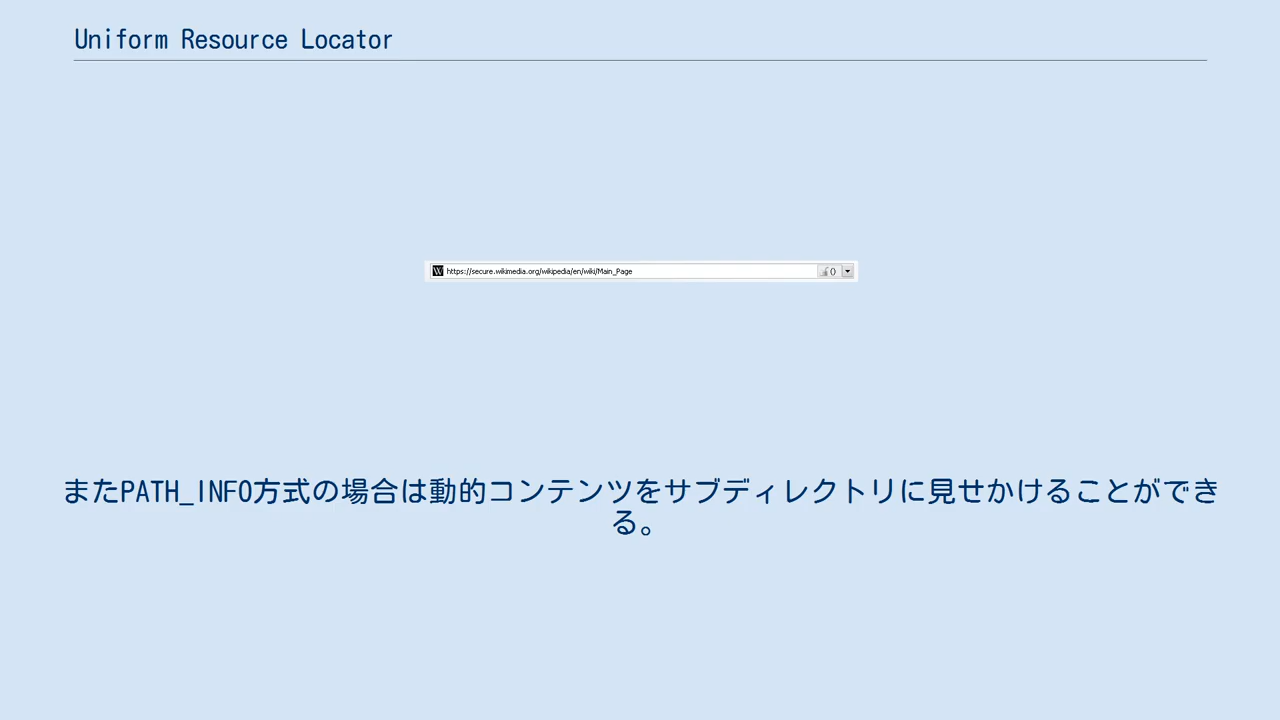 Uniform Resource Locator
W https://secure.wikimedia.org/wikipedia/en/wiki/Main_Page 0
またPATH_INFO方式の場合は動的コンテンツをサブディレクトリに見せかけることができ
る。